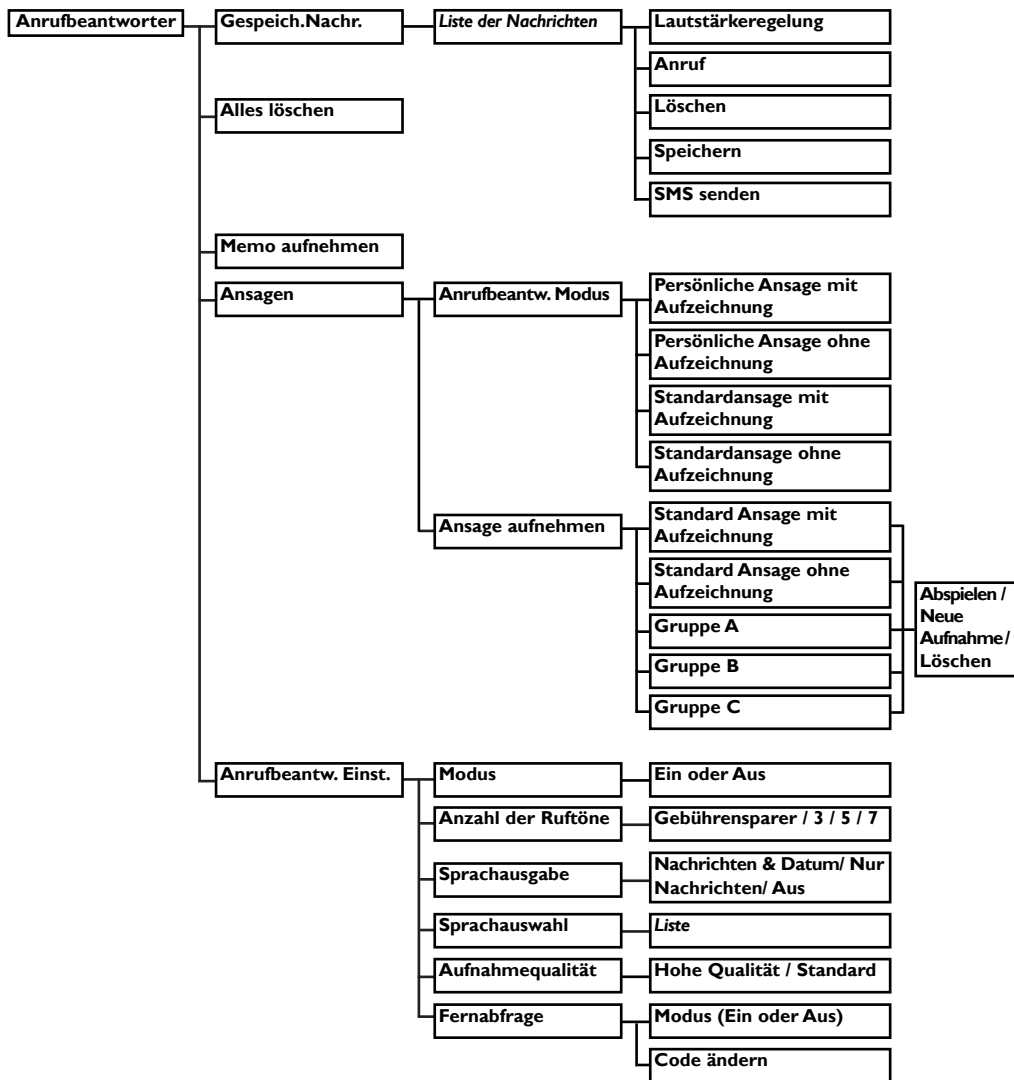 Anrufbeantworter
Gespeich.Nachr.
Liste der Nachrichten
Lautstärkeregelung
Anruf
Löschen
Speichern
SMS senden
Alles löschen
Memo aufnehmen
Ansagen
Anrufbeantw. Modus
Persönliche Ansage mit
Aufzeichnung
Persönliche Ansage ohne
Aufzeichnung
Standardansage mit
Aufzeichnung
Standardansage ohne
Aufzeichnung
Ansage aufnehmen
Standard Ansage mit
Aufzeichnung
Standard Ansage ohne
Aufzeichnung
Gruppe A
Gruppe B
Gruppe C
Abspielen /
Neue
Aufnahme/
Löschen
Anrufbeantw. Einst.
Modus
Ein oder Aus
Anzahl der Ruftöne
Gebührensparer / 3 / 5 / 7
Sprachausgabe
Nachrichten & Datum/ Nur
Nachrichten/ Aus
Sprachauswahl
Liste
Aufnahmequalität
Hohe Qualität / Standard
Fernabfrage
Modus (Ein oder Aus)
Code ändern